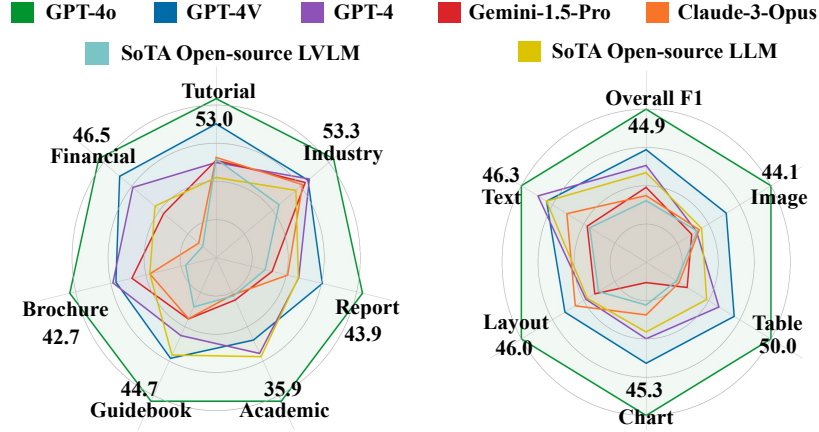 GPT-4o GPT-4V GPT-4 Gemini-1.5-Pro Claude-3-Opus
SoTA Open-source LVLM SoTA Open-source LLM
Tutorial
53.0
53.3
Industry
46.5
Financial
Brochure
42.7
Report
43.9
44.7
Guidebook
35.9
Academic
Overall F1
44.9
46.3
Text
44.1
Image
Layout
46.0
Table
50.0
45.3
Chart